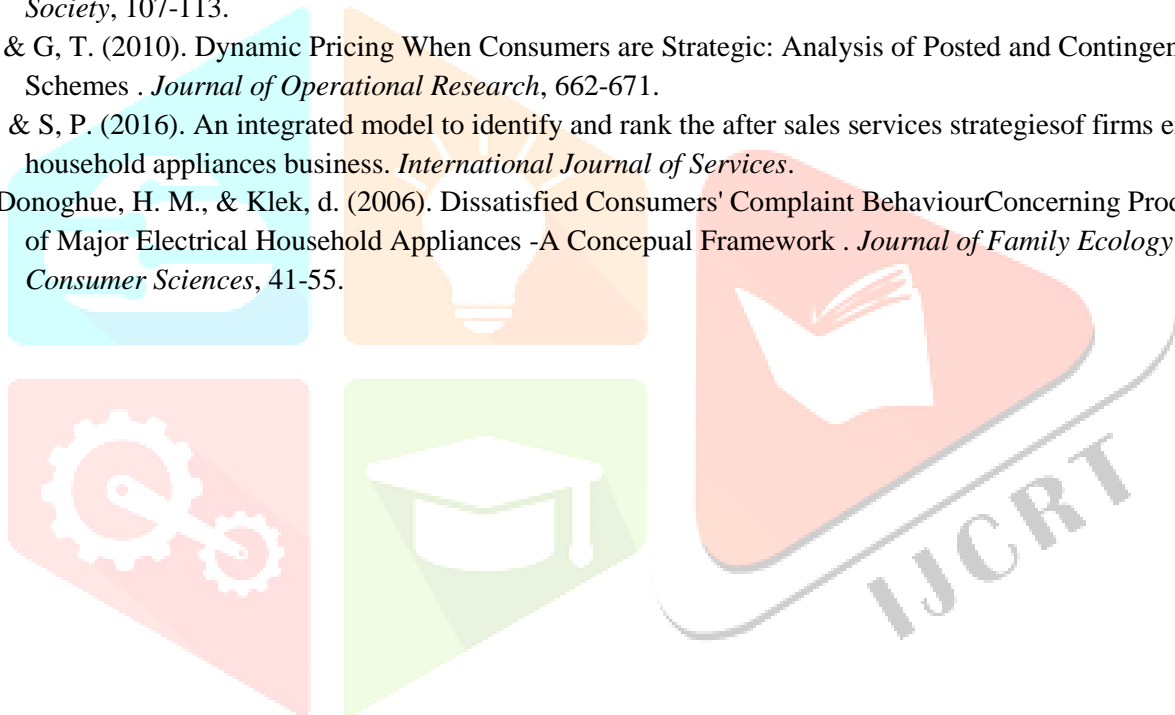 Society, 107-113.
& G, T. (2010). Dynamic Pricing When Consumers are Strategic: Analysis of Posted and
Schemes . Journal of Operational Research, 662-671.
& S, P. (2016). An integrated model to identify and rank the after sales services strategiesof firms
household appliances business. International Journal of Services.
Donoghue, H. M., & Klek, d. (2006). Dissatisfied Consumers' Complaint BehaviourConcerning
of Major Electrical Household Appliances -A Concepual Framework . Journal of Family Ecology
Consumer Sciences, 41-55.
IJCRT